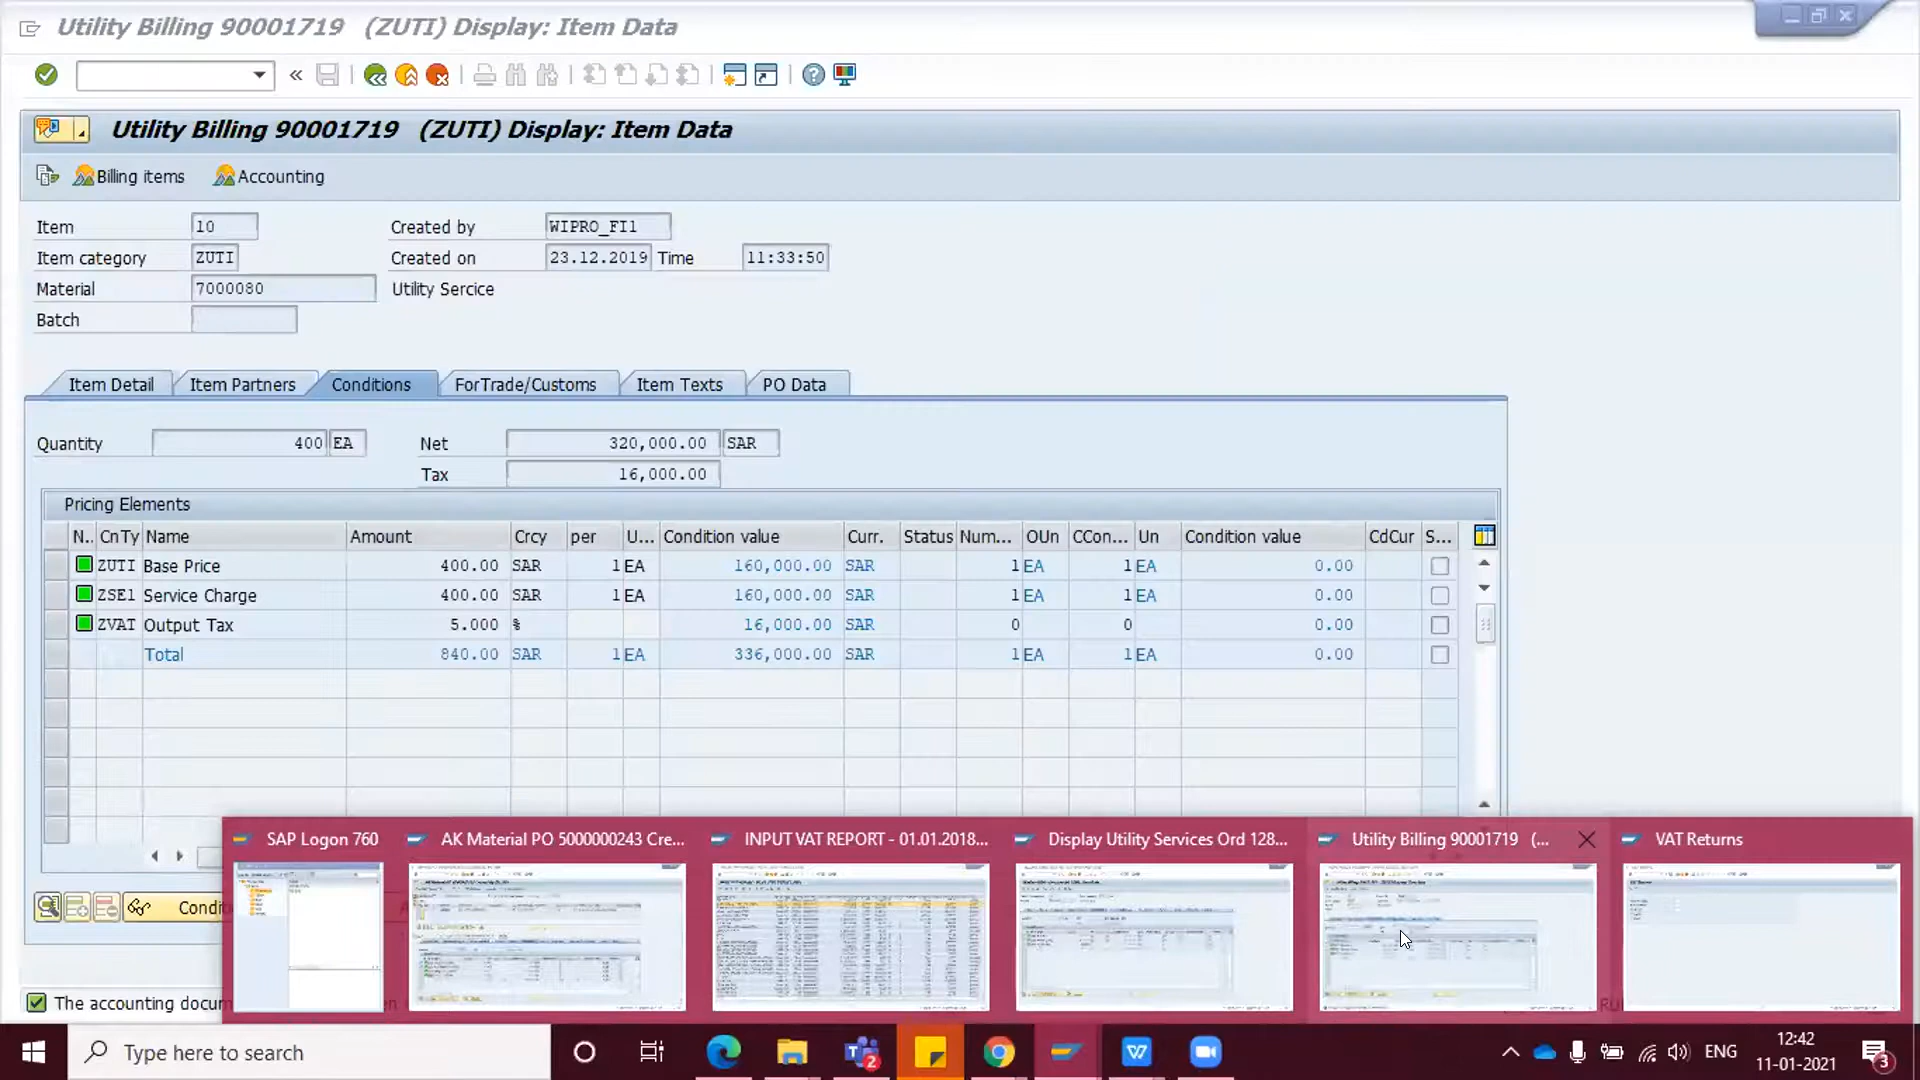 Utility Billing 90001719 (ZUTI) Display: Item Data
Utility Billing 90001719 (ZUTI) Display: Item Data
Billing items Accounting
Item 10 Created by WIPRO_FI1
Item category ZUTI Created on 23.12.2019 Time 11:33:50
Material 7000080 Utility Sercice
Batch
Item Detail Item Partners Conditions ForTrade/Customs Item Texts PO Data
Quantity 400 EA Net 320,000.00 SAR
Tax 16,000.00
Pricing Elements
N.. CnTy Name Amount Crcy per U... Condition value Curr. Status Num... OUn CCon... Un Condition value CdCur S...
ZUTI Base Price 400.00 SAR 1 EA 160,000.00 SAR 1 EA 1 EA 0.00
ZSE1 Service Charge 400.00 SAR 1 EA 160,000.00 SAR 1 EA 1 EA 0.00
ZVAT Output Tax 5.000 % 16,000.00 SAR 0 0 0.00
Total 840.00 SAR 1 EA 336,000.00 SAR 1 EA 1 EA 0.00
SAP Logon 760 AK Material PO 5000000243 Cre... INPUT VAT REPORT - 01.01.2018... Display Utility Services Ord 128... Utility Billing 90001719 (... VAT Returns
Condit
The accounting docum
Type here to search 2 ENG 12:42
11-01-2021 3